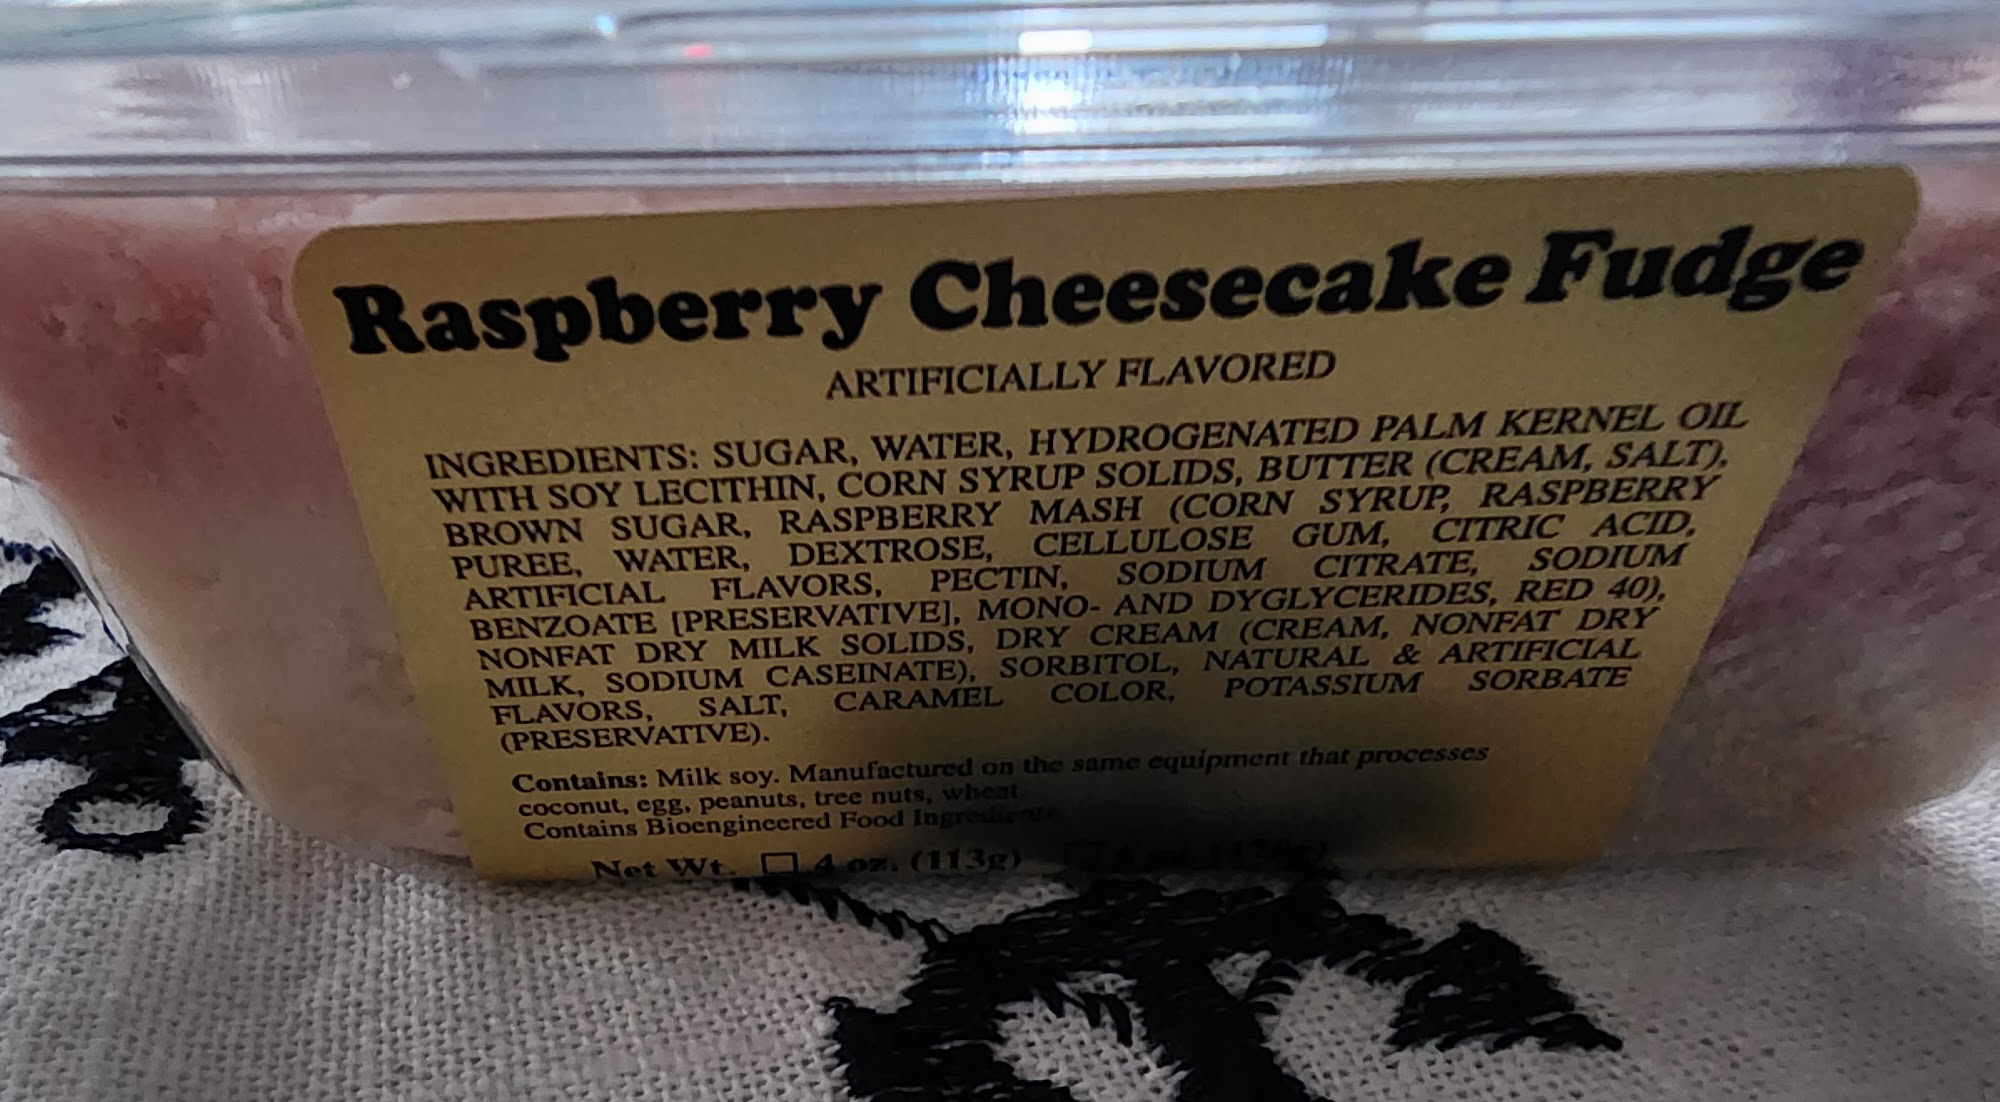 Raspberry Cheesecake Fudge
ARTIFICIALLY FLAVORED
INGREDIENTS: SUGAR, WATER, HYDROGENATED PALM KERNEL OIL
WITH SOY LECITHIN, CORN SYRUP SOLIDS, BUTTER (CREAM, SALT),
BROWN SUGAR, RASPBERRY MASH (CORN SYRUP, RASPBERRY
PUREE, WATER, DEXTROSE, CELLULOSE GUM, CITRIC ACID,
ARTIFICIAL FLAVORS, PECTIN, SODIUM CITRATE, SODIUM
BENZOATE [PRESERVATIVE], MONO- AND DYGLYCERIDES, RED 40),
NONFAT DRY MILK SOLIDS, DRY CREAM (CREAM, NONFAT DRY
MILK, SODIUM CASEINATE), SORBITOL, NATURAL & ARTIFICIAL
FLAVORS, SALT, CARAMEL COLOR, POTASSIUM SORBATE
(PRESERVATIVE).
Contains: Milk soy. Manufactured on the same equipment that processes
coconut, egg, peanuts, tree nuts, wheat.
Contains Bioengineered Food Ingredients
Net Wt. 4 oz. (113g)